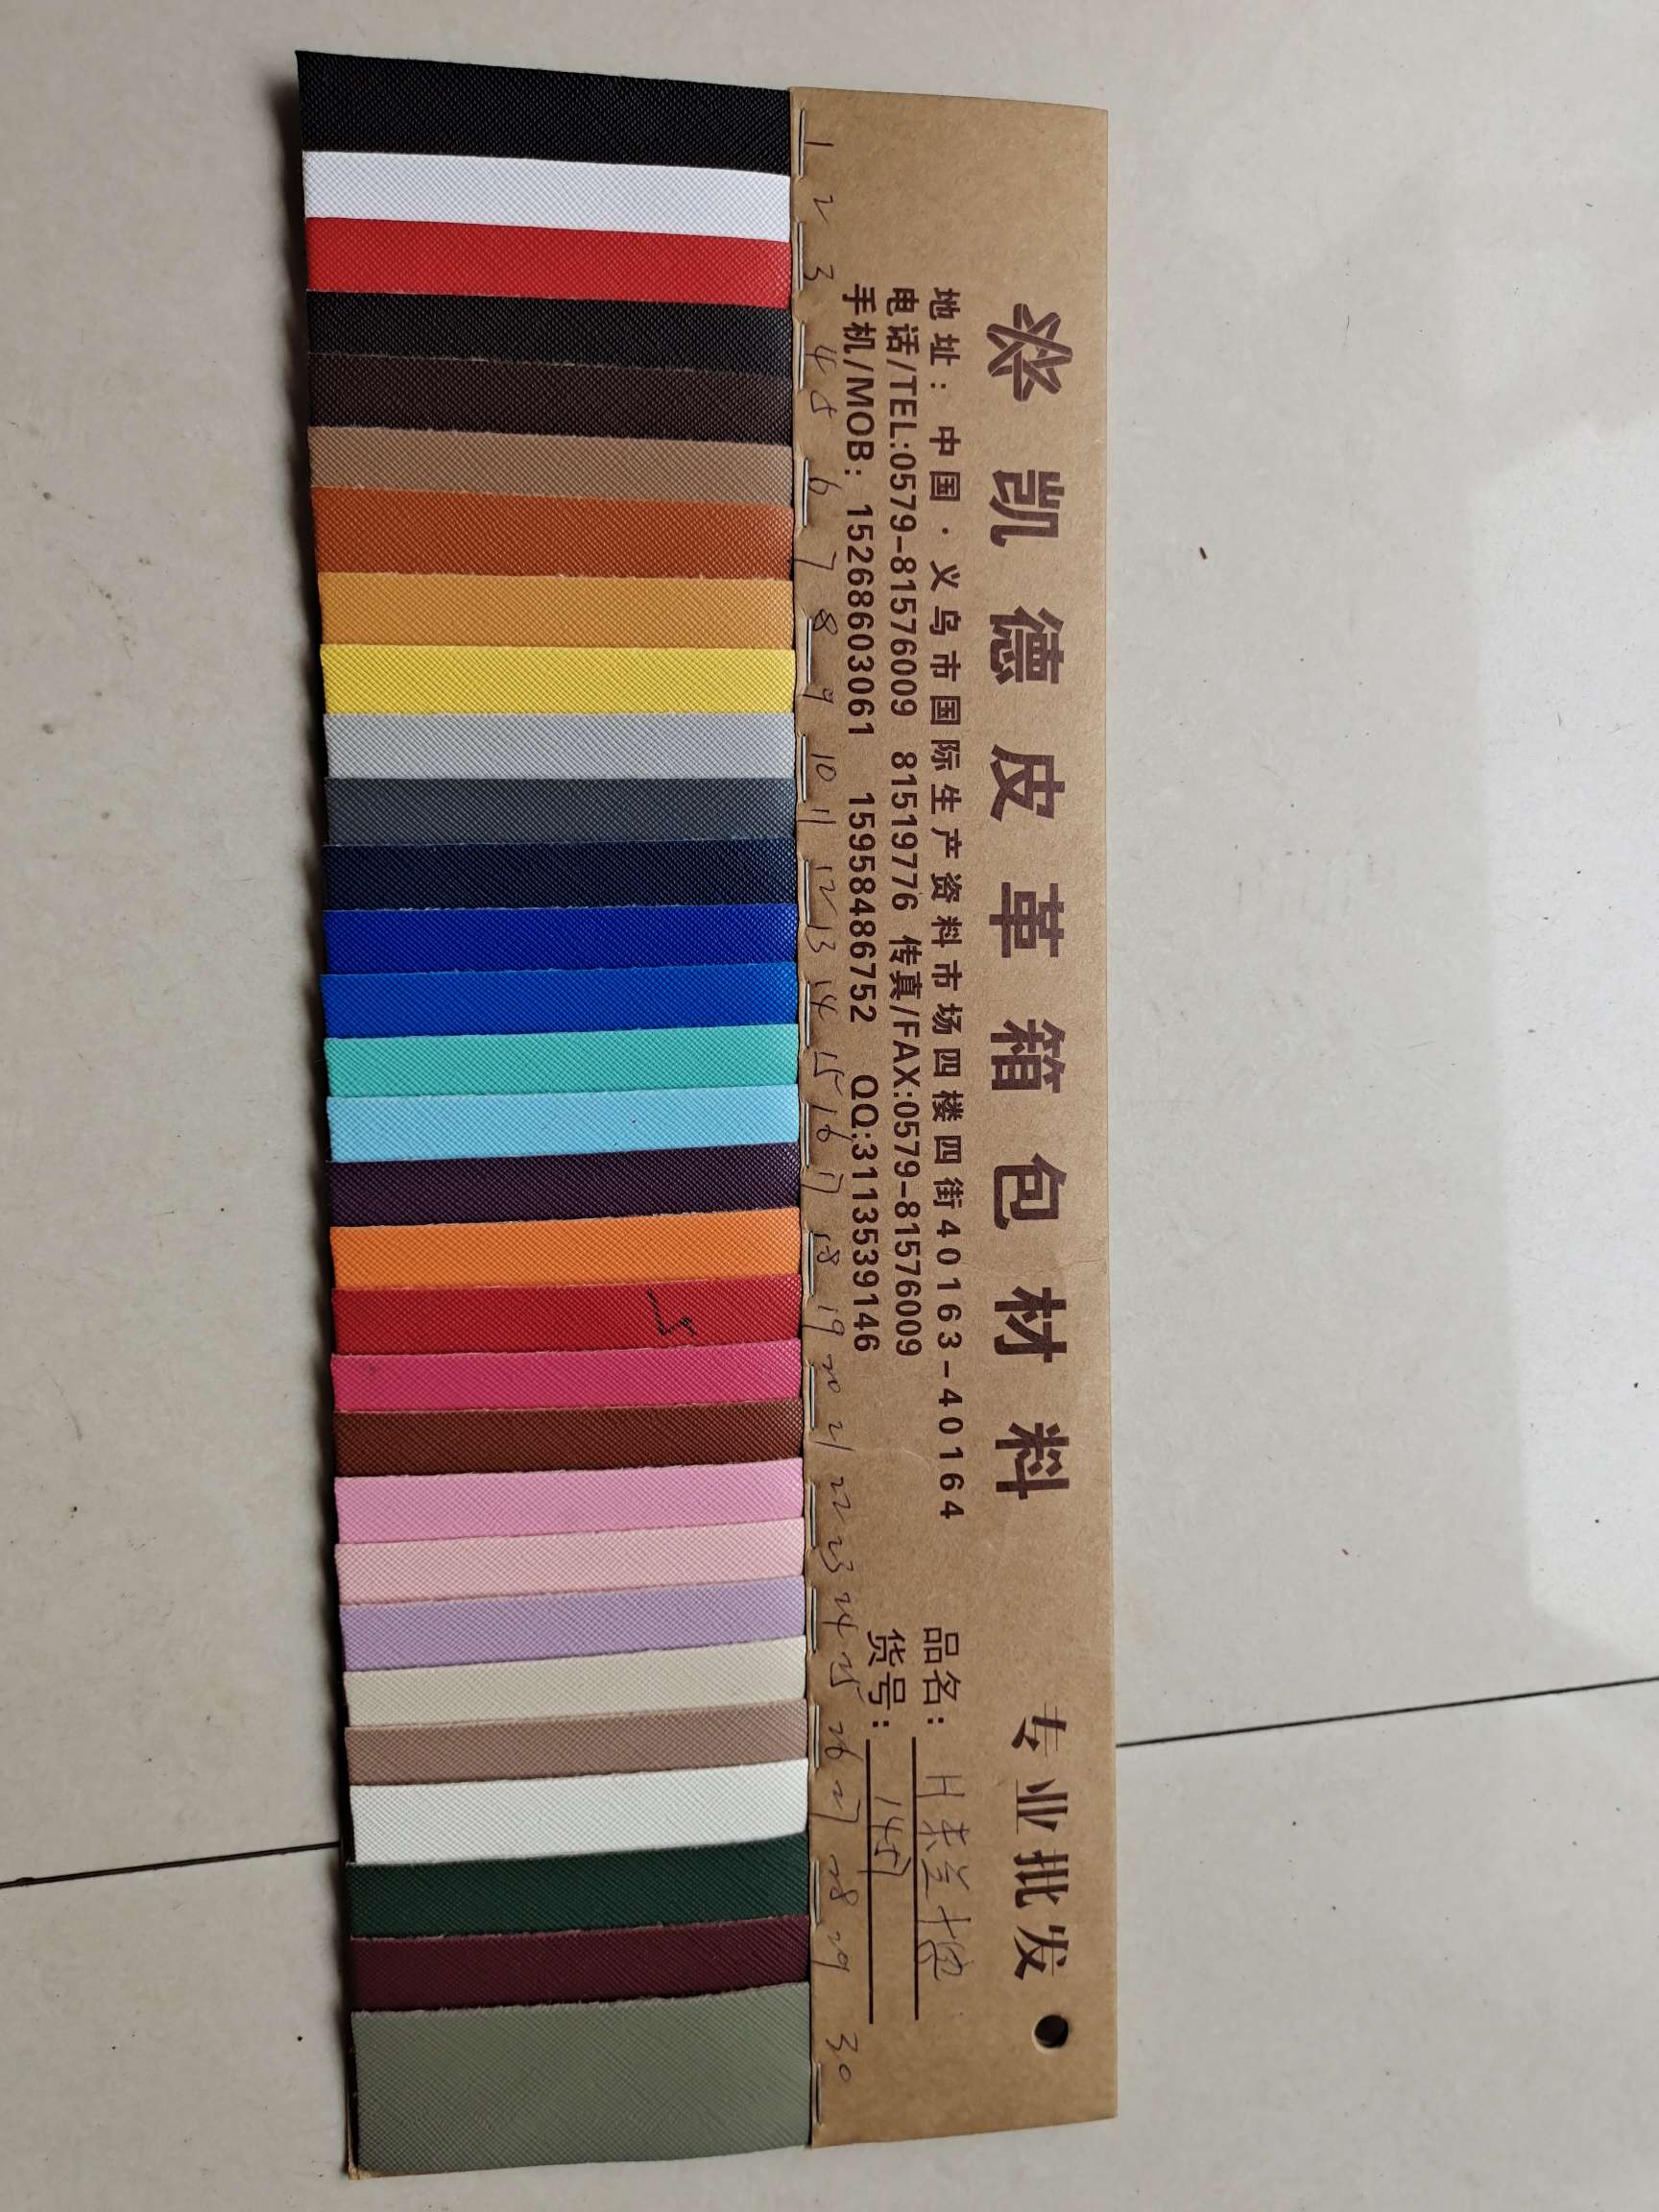 凯德皮革箱包材料 专业批发
地址：中国·义乌市国际生产资料市场四楼四街40163-40164
电话/TEL:0579-81576009 81519776 传真/FAX:0579-81576009
手机/MOB: 15268603061 15958486752 QQ:3113539146
品名：H
货号：
1 2 3 4 5 6 7 8 9 10 11 12 13 14 15 16 17 18 19 20 21 22 23 24 25 26 27 28 29 30